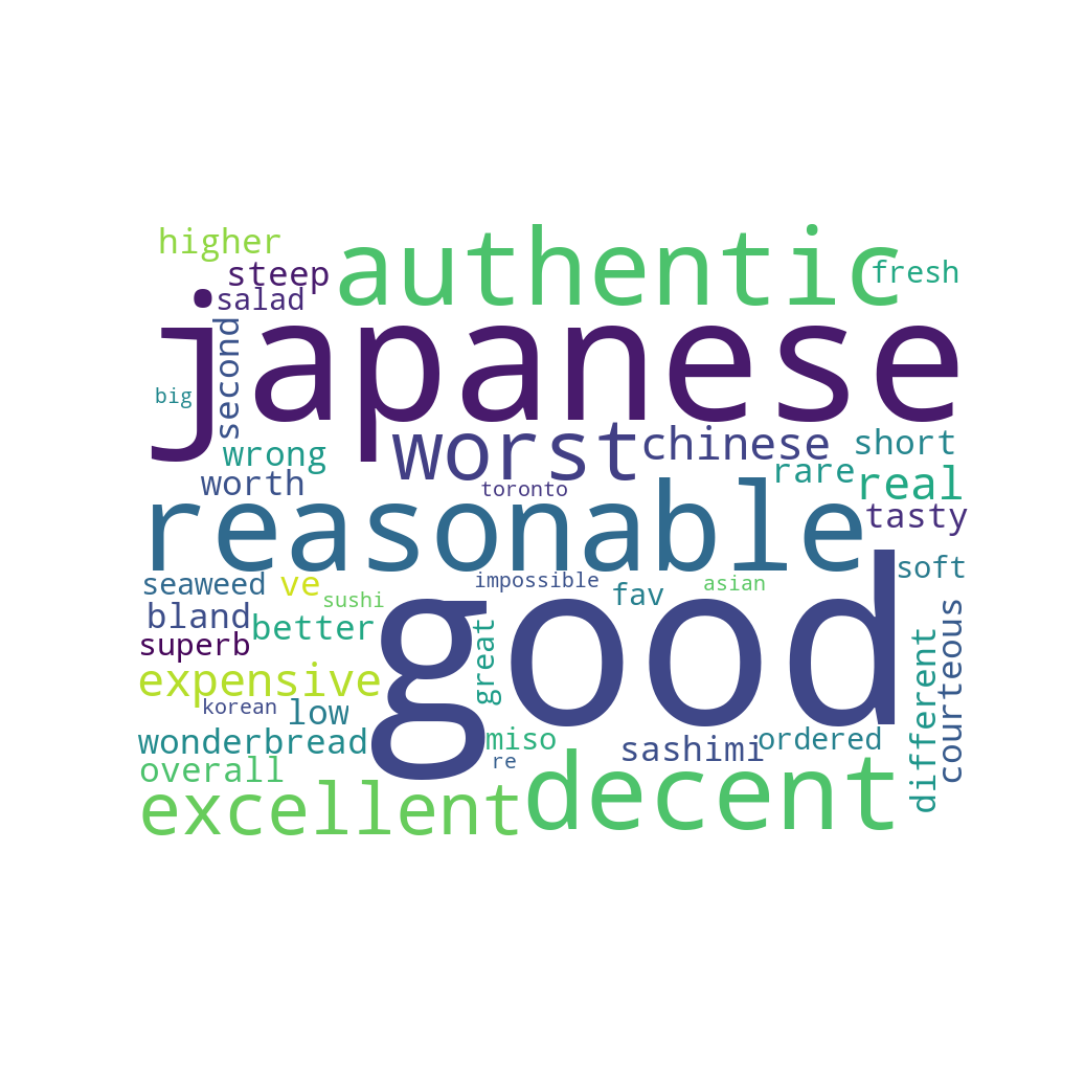 higher
authentic
steep
fresh
salad
japanese
second
big
worst
chinese
short
wrong
rare
real
worth
toronto
reasonable
tasty
seaweed
ve
impossible
fav
asian
soft
sushi
good
bland
better
great
superb
different
courteous
expensive
korean
low
wonderbread
miso
sashimi
ordered
re
overall
decent
excellent